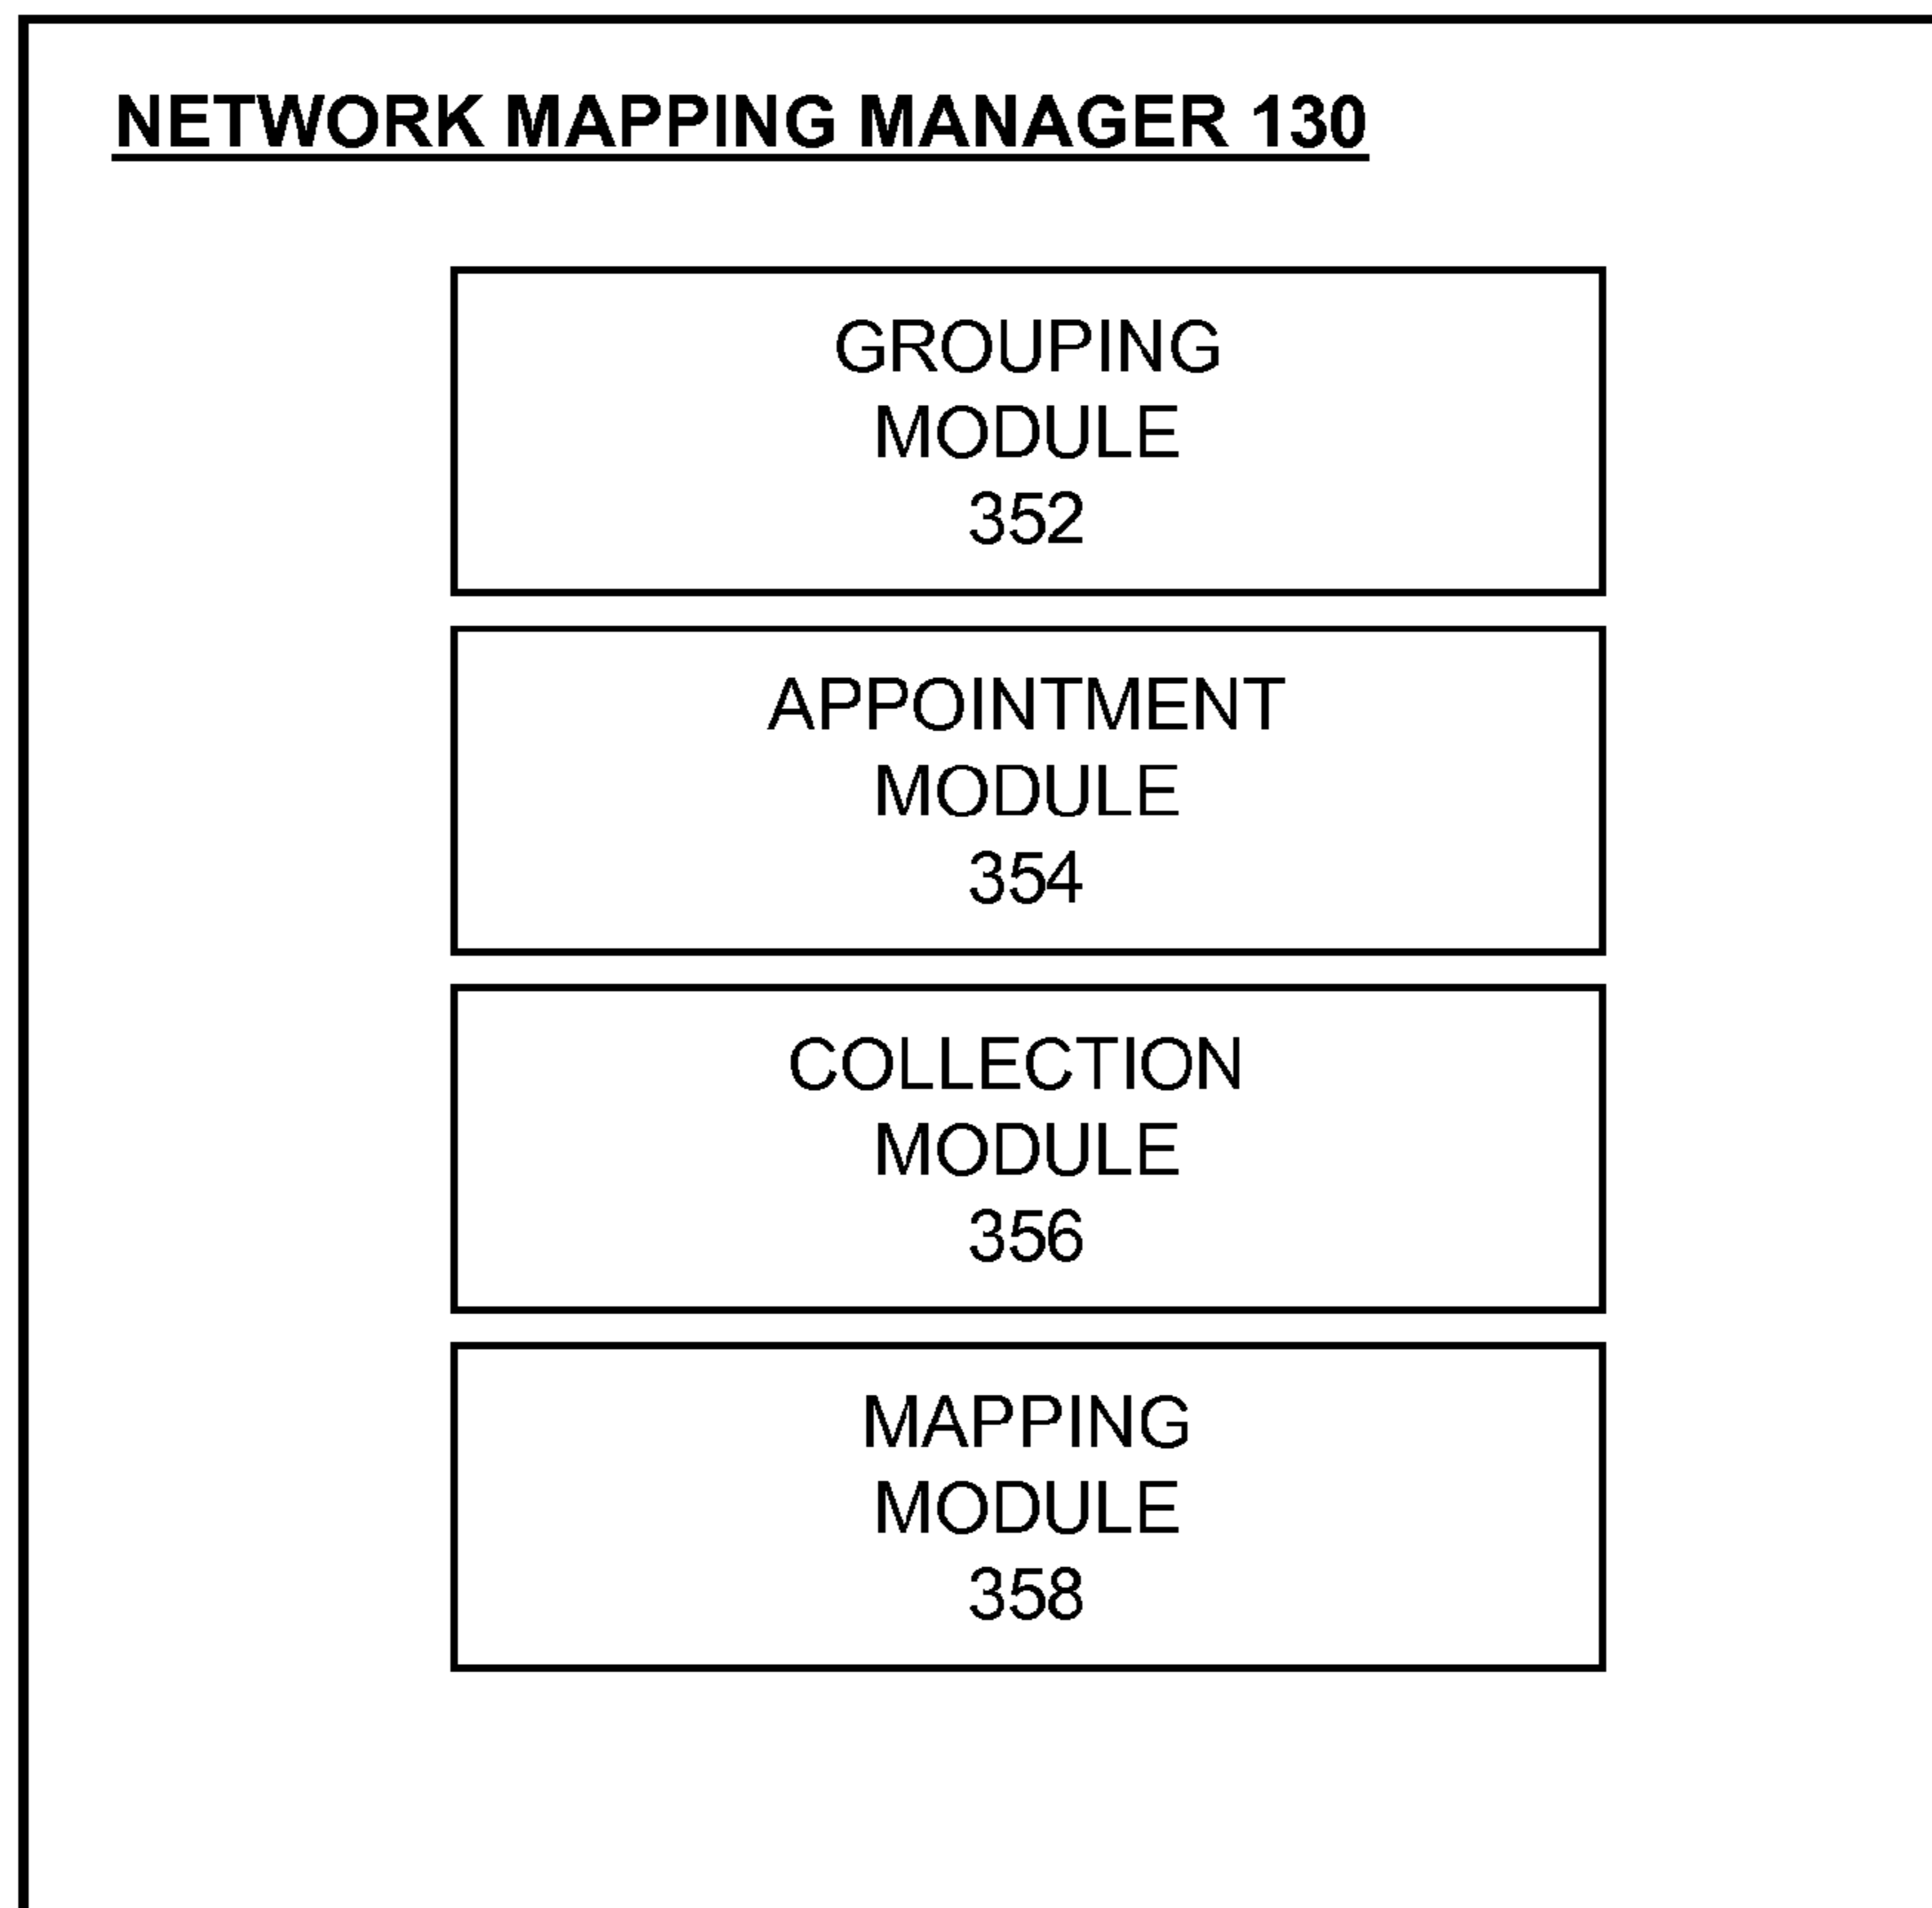 NETWORK MAPPING MANAGER 130
GROUPING
MODULE
352
APPOINTMENT
MODULE
354
COLLECTION
MODULE
356
MAPPING
MODULE
358